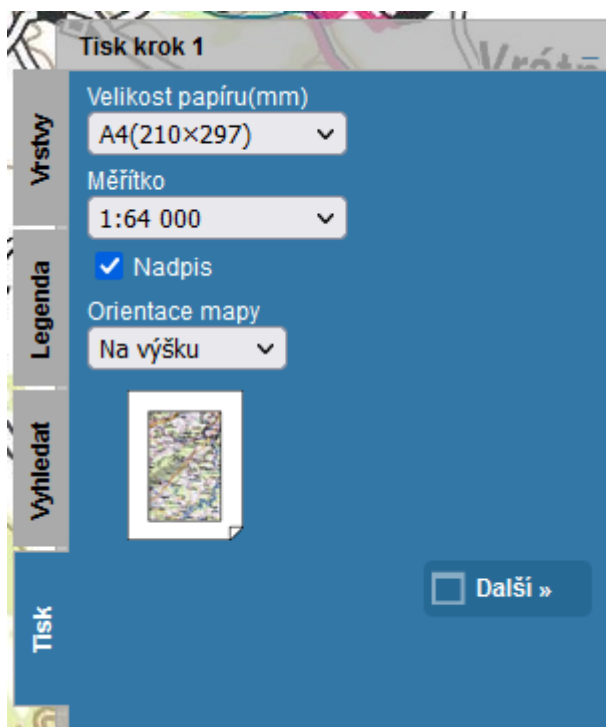 Tisk krok 1
Velikost papíru(mm)
A4(210×297)
Měřítko
1:64 000
Nadpis
Orientace mapy
Na výšku
Další »
Vrstvy
Legenda
Vyhledat
Tisk